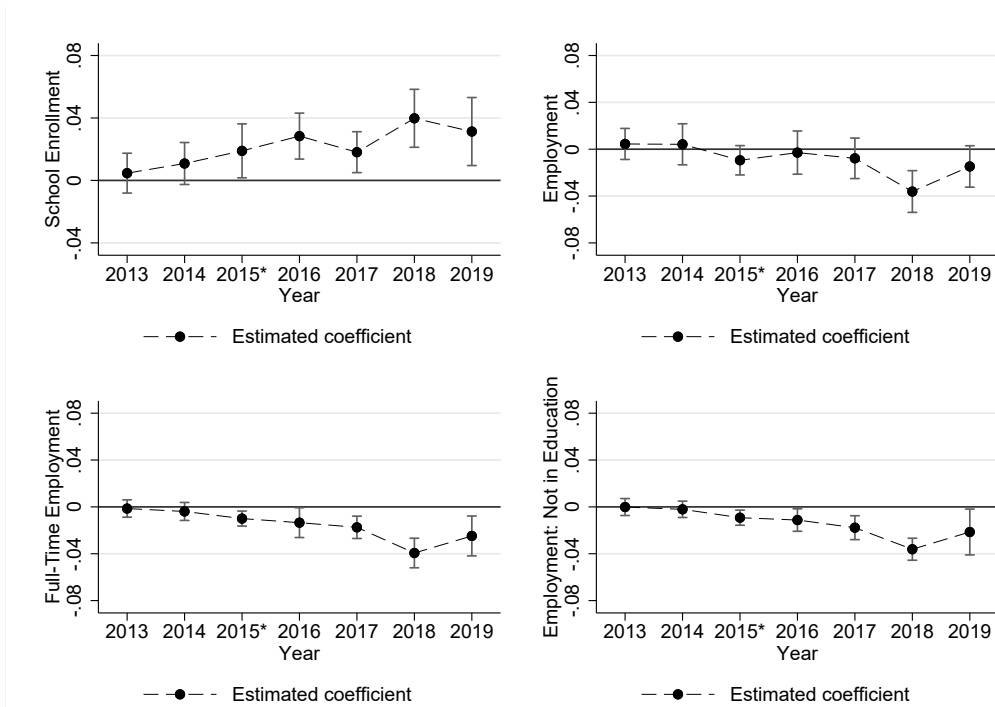 School Enrollment
.08
.04
0
-.04
2013 2014 2015* 2016 2017 2018 2019
Year
Estimated coefficient
Employment
.08
.04
0
-.04
-.08
2013 2014 2015* 2016 2017 2018 2019
Year
Estimated coefficient
Full-Time Employment
.08
.04
0
-.04
-.08
2013 2014 2015* 2016 2017 2018 2019
Year
Estimated coefficient
Employment: Not in Education
.08
.04
0
-.04
-.08
2013 2014 2015* 2016 2017 2018 2019
Year
Estimated coefficient